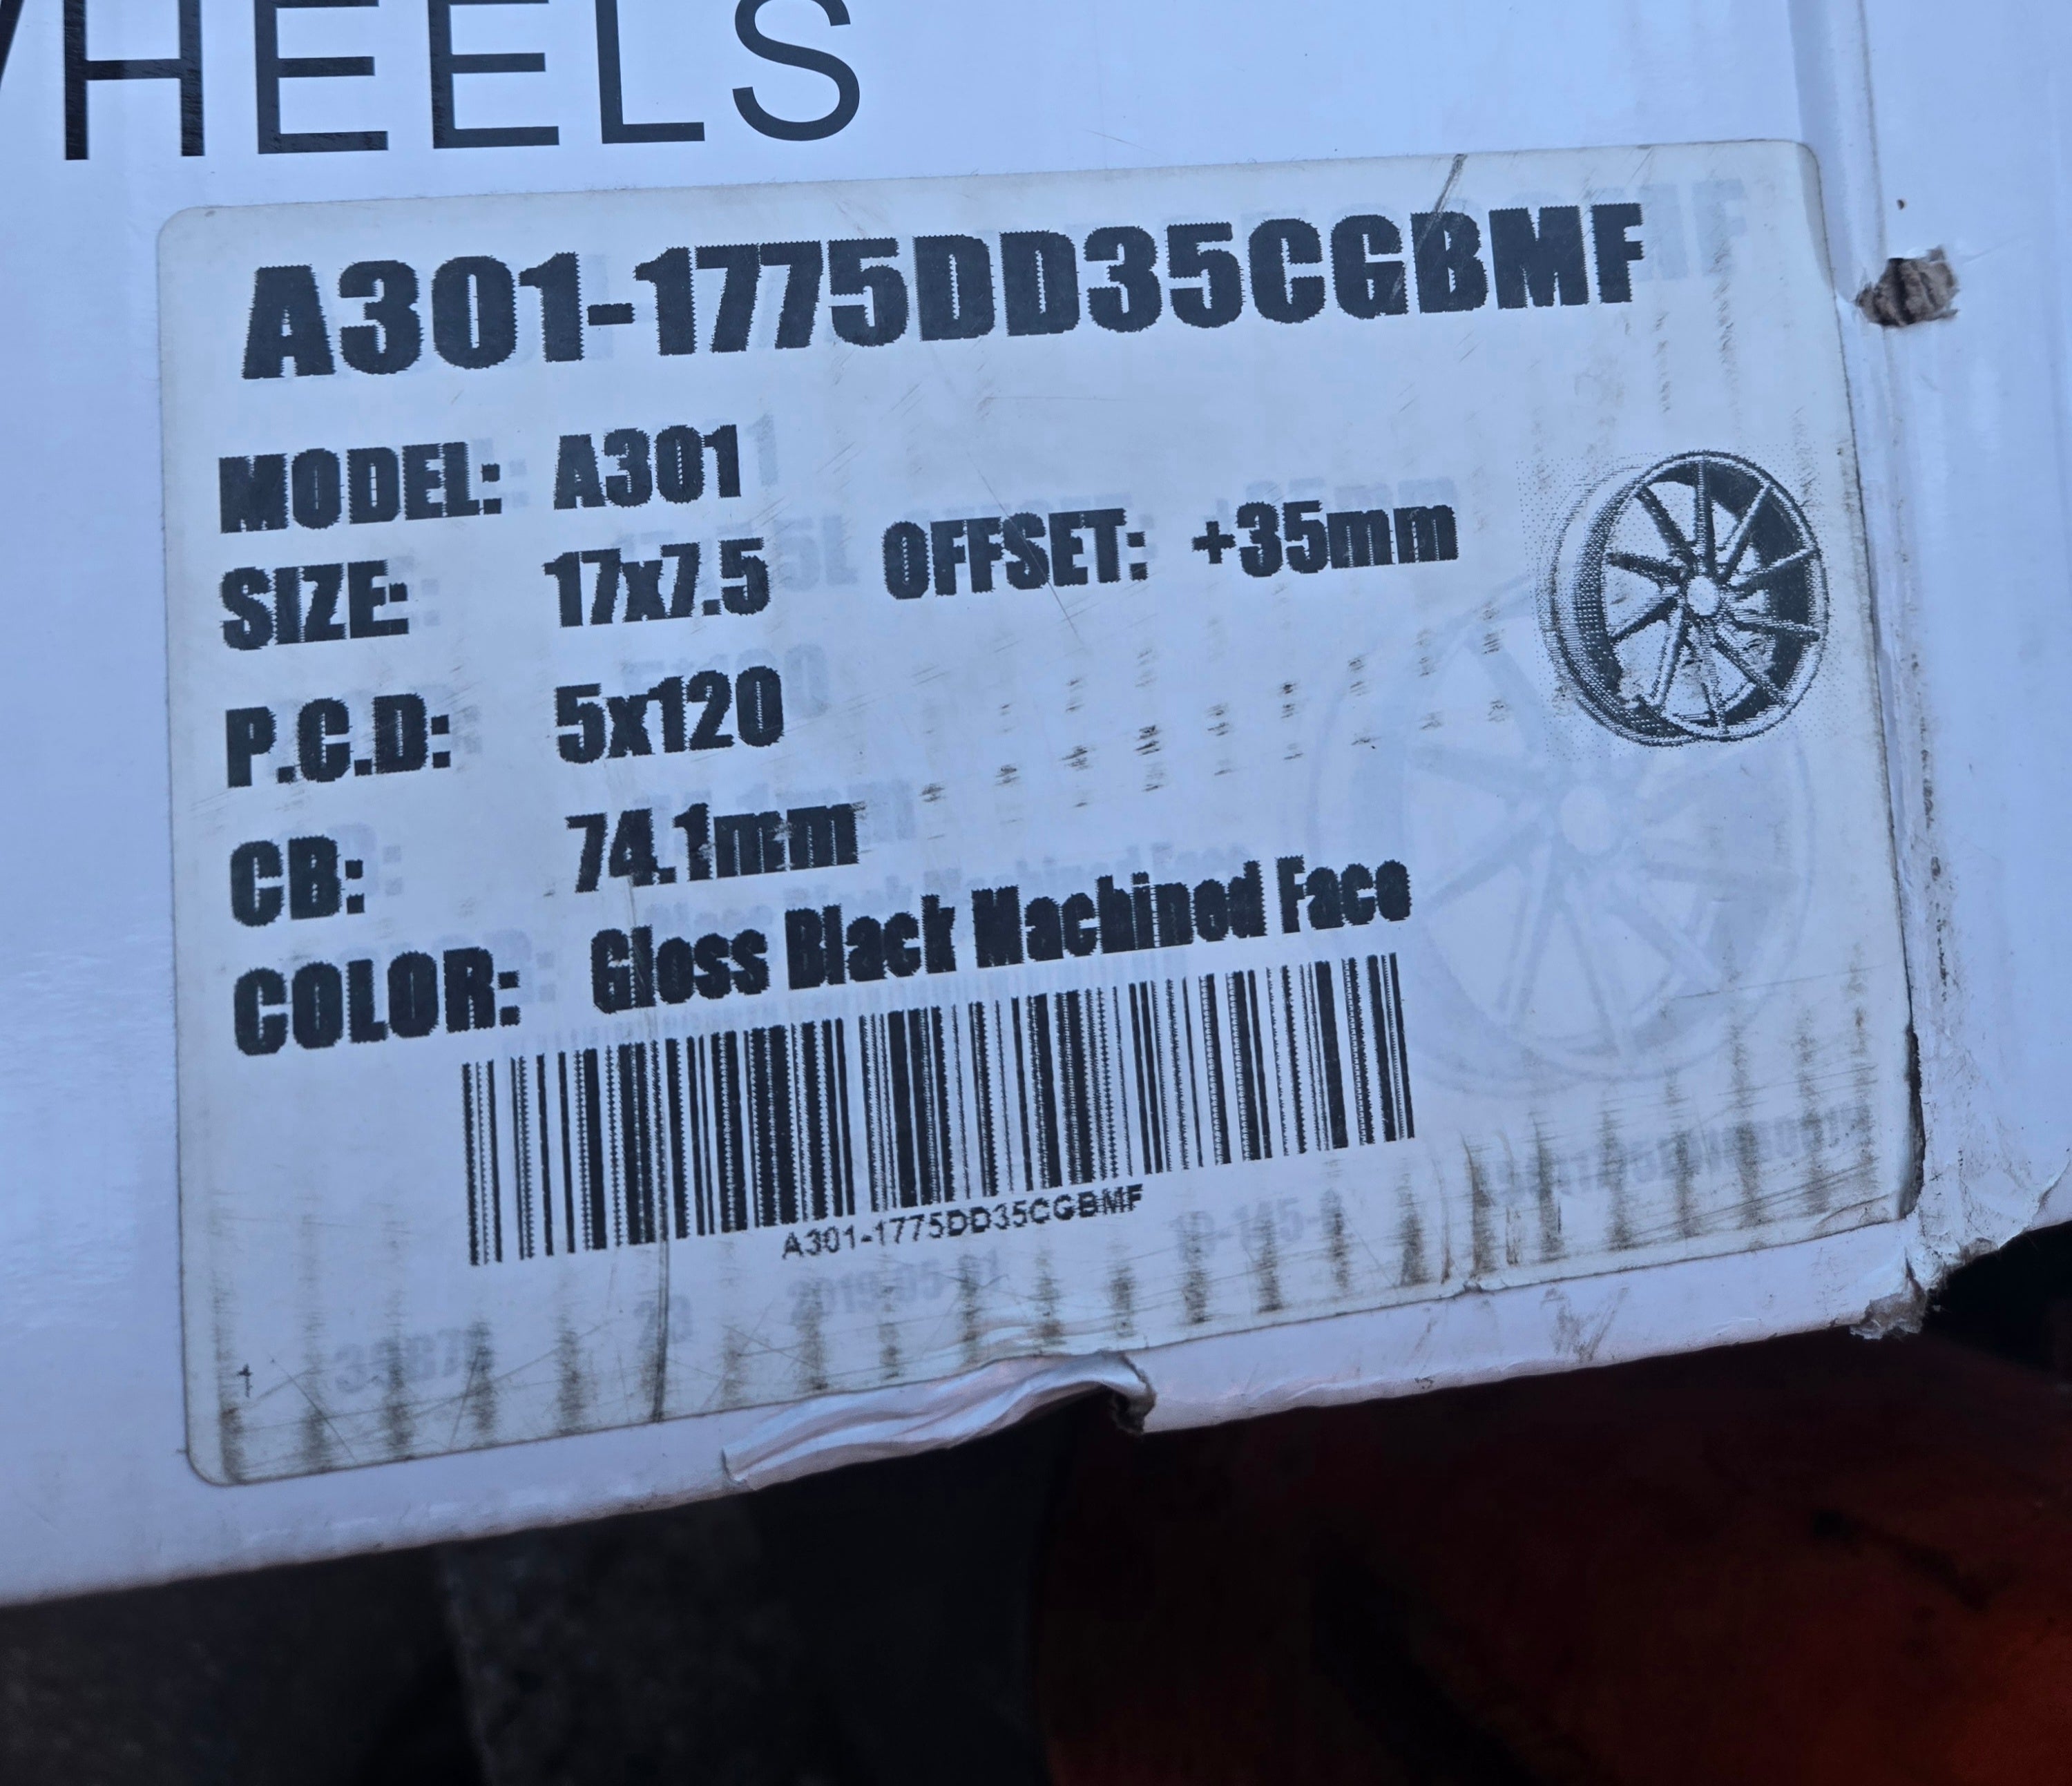 WHEELS
A301-1775DD35CGBMF
MODEL: A301
SIZE: 17x7.5 OFFSET: +35mm
P.C.D: 5x120
CB: 74.1mm
COLOR: Gloss Black Machined Face
A301-1775DD35CGBMF